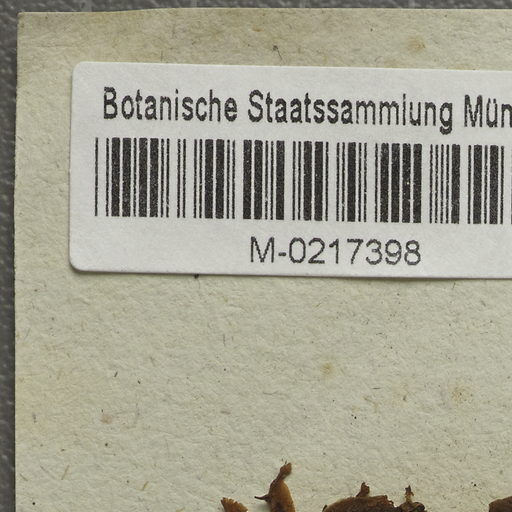 Botanische Staatssammlung Mün
M-0217398